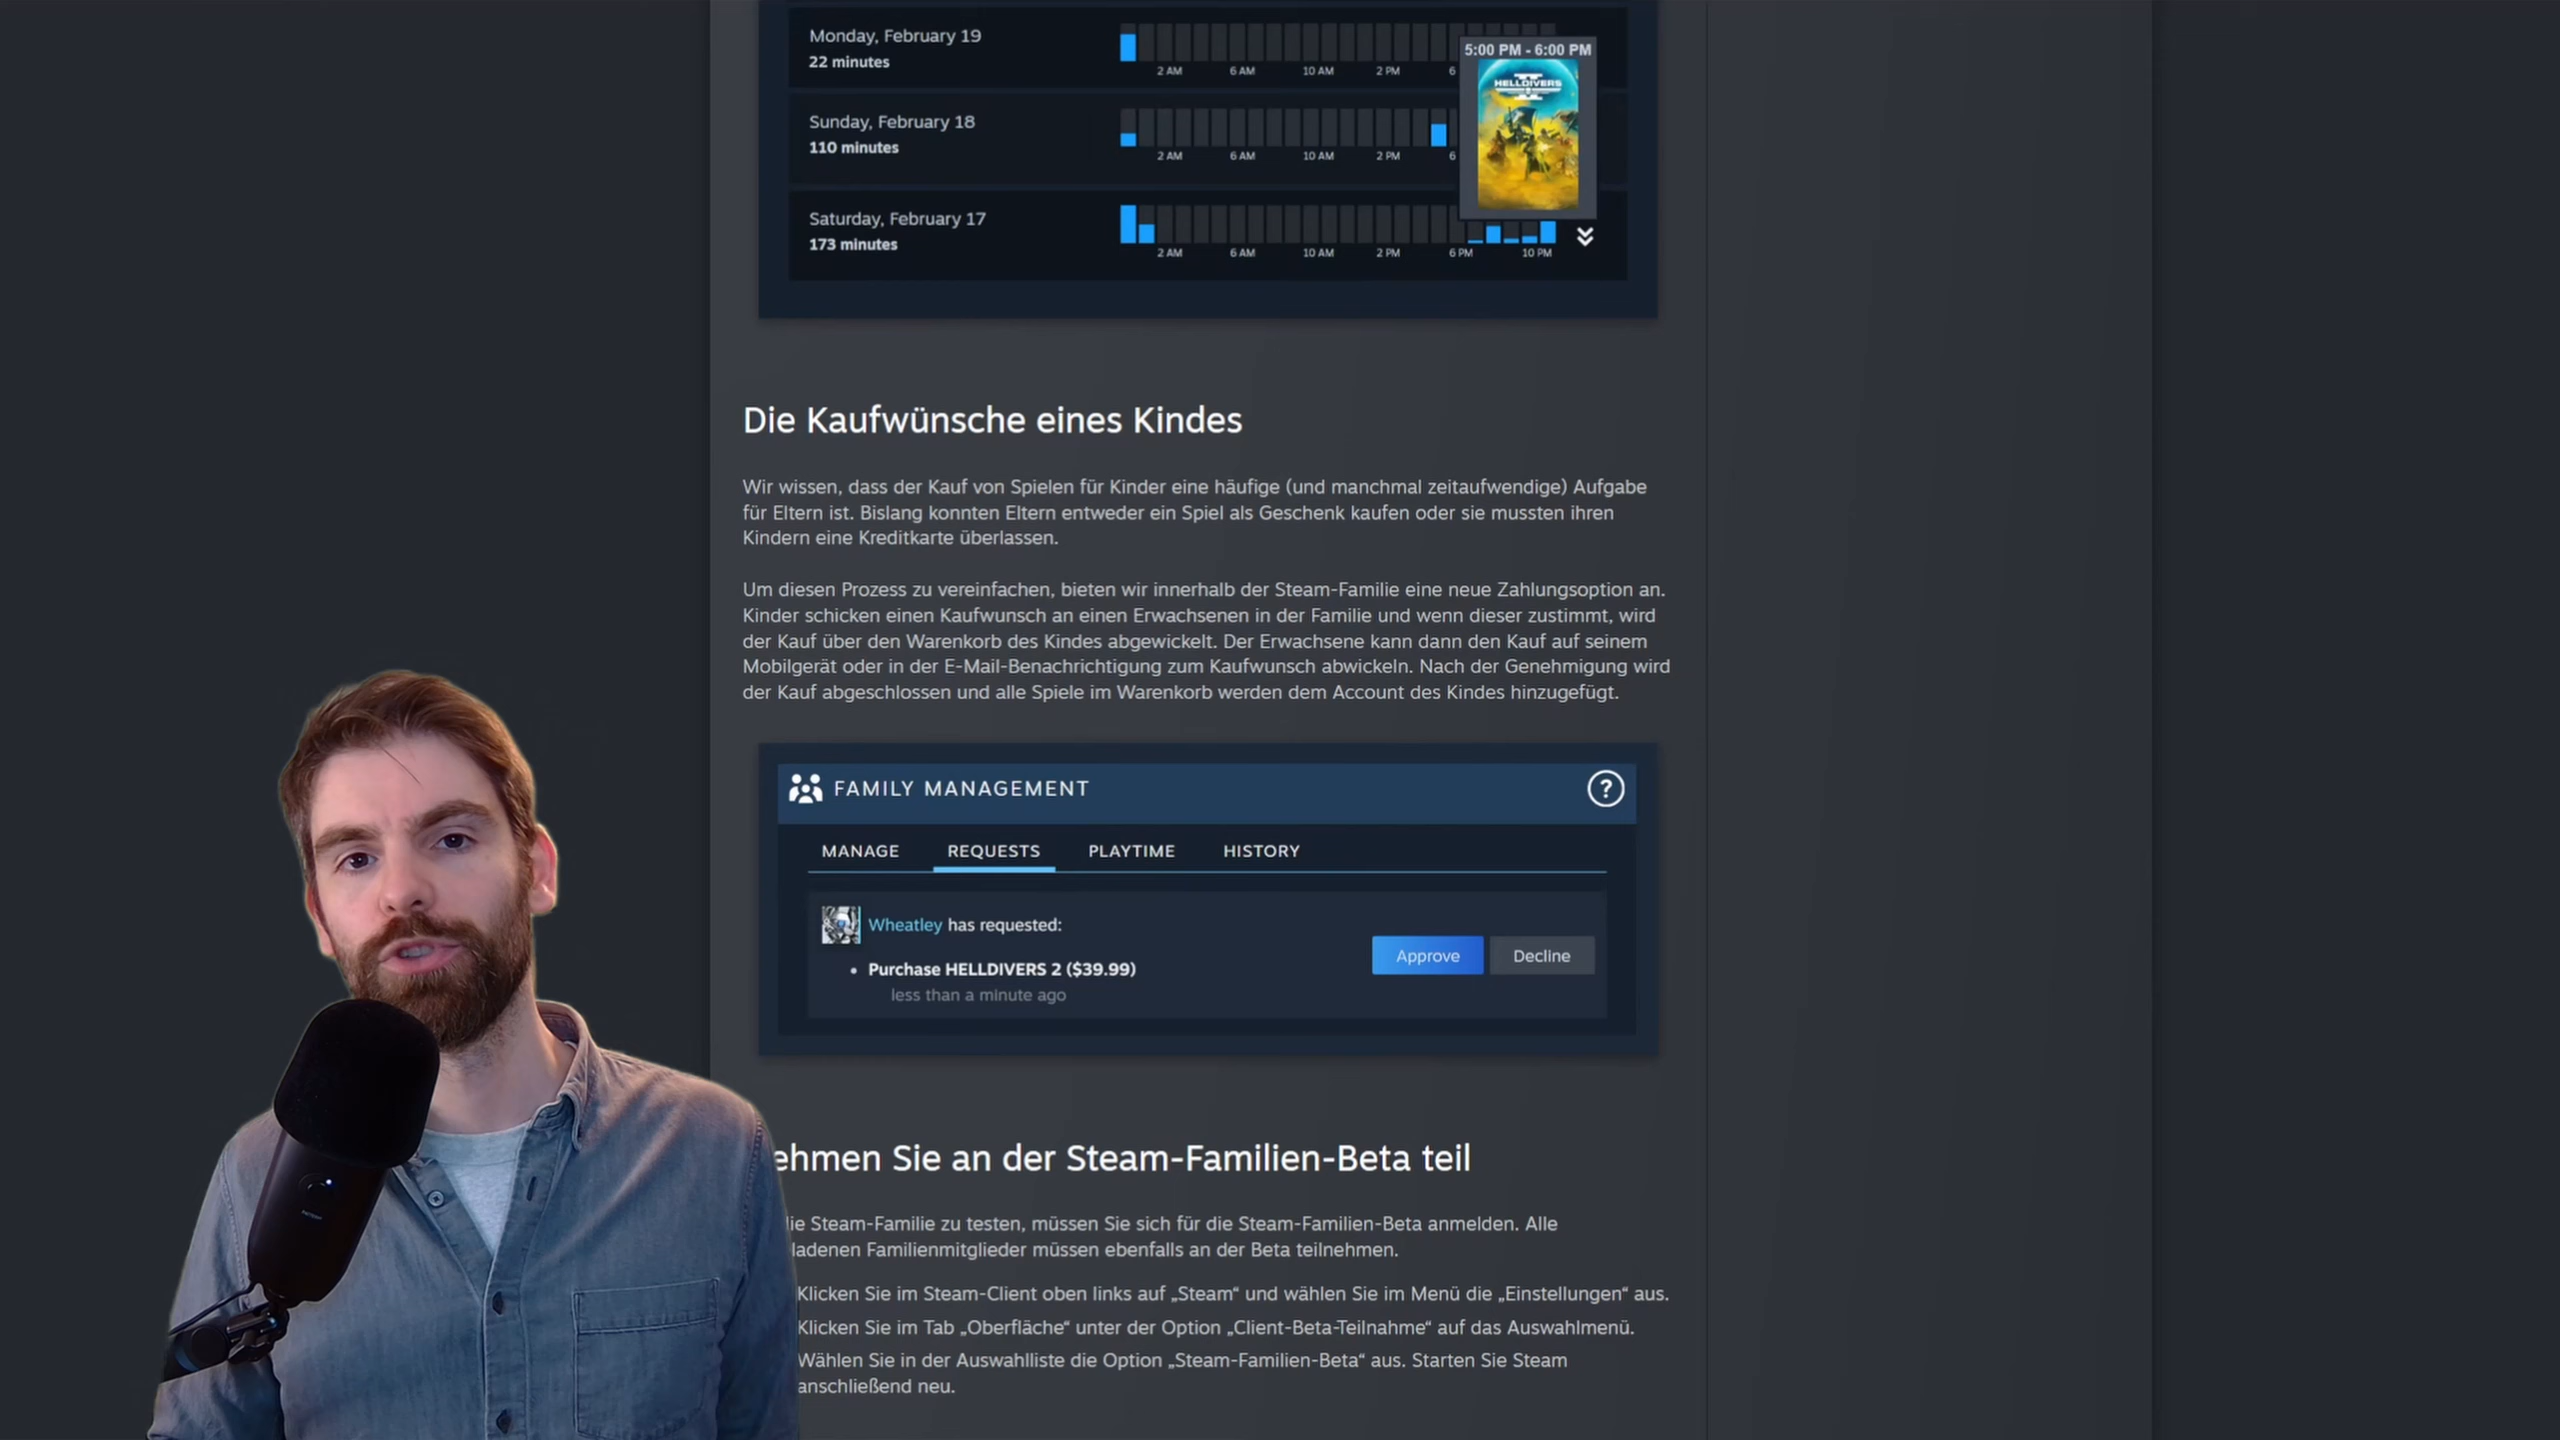 Monday, February 19
22 minutes
2 AM 6 AM 10 AM 2 PM 6
5:00 PM - 6:00 PM
HELLDIVERS
Sunday, February 18
110 minutes
2 AM 6 AM 10 AM 2 PM 6
Saturday, February 17
173 minutes
2 AM 6 AM 10 AM 2 PM 6 PM 10 PM
Die Kaufwünsche eines Kindes
Wir wissen, dass der Kauf von Spielen für Kinder eine häufige (und manchmal zeitaufwendige) Aufgabe
für Eltern ist. Bislang konnten Eltern entweder ein Spiel als Geschenk kaufen oder sie mussten ihren
Kindern eine Kreditkarte überlassen.
Um diesen Prozess zu vereinfachen, bieten wir innerhalb der Steam-Familie eine neue Zahlungsoption an.
Kinder schicken einen Kaufwunsch an einen Erwachsenen in der Familie und wenn dieser zustimmt, wird
der Kauf über den Warenkorb des Kindes abgewickelt. Der Erwachsene kann dann den Kauf auf seinem
Mobilgerät oder in der E-Mail-Benachrichtigung zum Kaufwunsch abwickeln. Nach der Genehmigung wird
der Kauf abgeschlossen und alle Spiele im Warenkorb werden dem Account des Kindes hinzugefügt.
FAMILY MANAGEMENT ?
MANAGE REQUESTS PLAYTIME HISTORY
Wheatley has requested:
• Purchase HELLDIVERS 2 ($39.99)
less than a minute ago
Approve Decline
ehmen Sie an der Steam-Familien-Beta teil
ie Steam-Familie zu testen, müssen Sie sich für die Steam-Familien-Beta anmelden. Alle
ladenen Familienmitglieder müssen ebenfalls an der Beta teilnehmen.
Klicken Sie im Steam-Client oben links auf „Steam“ und wählen Sie im Menü die „Einstellungen“ aus.
Klicken Sie im Tab „Oberfläche“ unter der Option „Client-Beta-Teilnahme“ auf das Auswahlmenü.
Wählen Sie in der Auswahlliste die Option „Steam-Familien-Beta“ aus. Starten Sie Steam
anschließend neu.